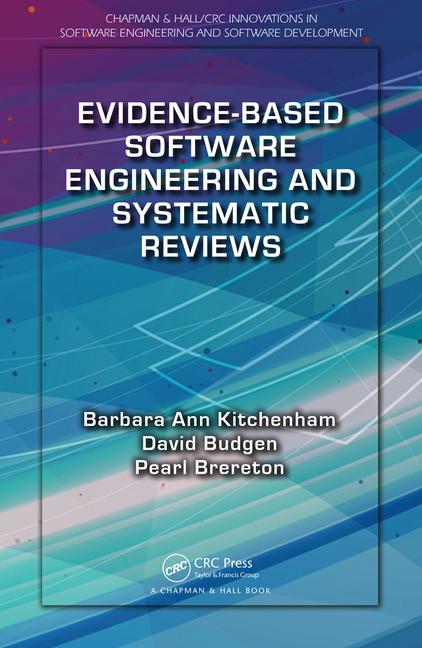 CHAPMAN & HALL/CRC INNOVATIONS IN
SOFTWARE ENGINEERING AND SOFTWARE DEVELOPMENT
EVIDENCE-BASED
SOFTWARE
ENGINEERING AND
SYSTEMATIC
REVIEWS
Barbara Ann Kitchenham
David Budgen
Pearl Brereton
CRC
CRC Press
Taylor & Francis Group
A CHAPMAN & HALL BOOK